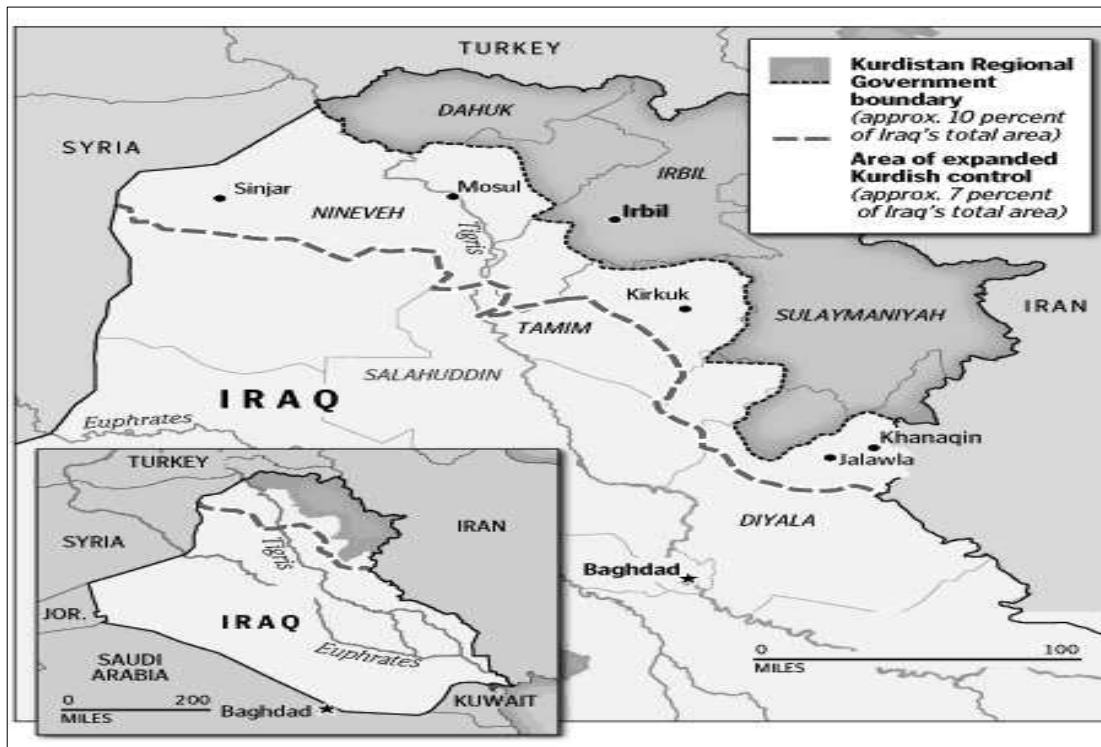 TURKEY
Kurdistan Regional
Government
boundary
(approx. 10 percent
of Iraq's total area)
Area of expanded
Kurdish control
(approx. 7 percent
of Iraq's total area)
DAHUK
SYRIA
IRBIL
Sinjar
Mosul
NINEVEH
Irbil
Tigris
Kirkuk
IRAN
SULAYMANIYAH
TAMIM
SALAHUDDIN
IRAQ
Euphrates
Khanaqin
Jalawla
DIYALA
Baghdad
0 100
MILES
TURKEY
IRAN
SYRIA
Tigris
JOR.
IRAQ
Euphrates
SAUDI
ARABIA
KUWAIT
0 200
MILES
Baghdad